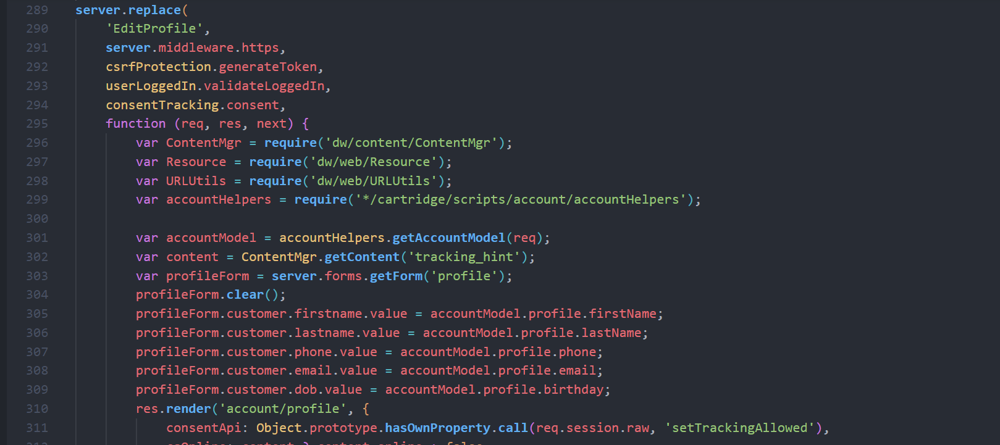 289 server.replace(
290 'EditProfile',
291 server.middleware.https,
292 csrfProtection.generateToken,
293 userLoggedIn.validateLoggedIn,
294 consentTracking.consent,
295 function (req, res, next) {
296 var ContentMgr = require('dw/content/ContentMgr');
297 var Resource = require('dw/web/Resource');
298 var URLUtils = require('dw/web/URLUtils');
299 var accountHelpers = require('*/cartridge/scripts/account/accountHelpers');
300
301 var accountModel = accountHelpers.getAccountModel(req);
302 var content = ContentMgr.getContent('tracking_hint');
303 var profileForm = server.forms.getForm('profile');
304 profileForm.clear();
305 profileForm.customer.firstname.value = accountModel.profile.firstName;
306 profileForm.customer.lastname.value = accountModel.profile.lastName;
307 profileForm.customer.phone.value = accountModel.profile.phone;
308 profileForm.customer.email.value = accountModel.profile.email;
309 profileForm.customer.dob.value = accountModel.profile.birthday;
310 res.render('account/profile', {
311 consentApi: Object.prototype.hasOwnProperty.call(req.session.raw, 'setTrackingAllowed'),